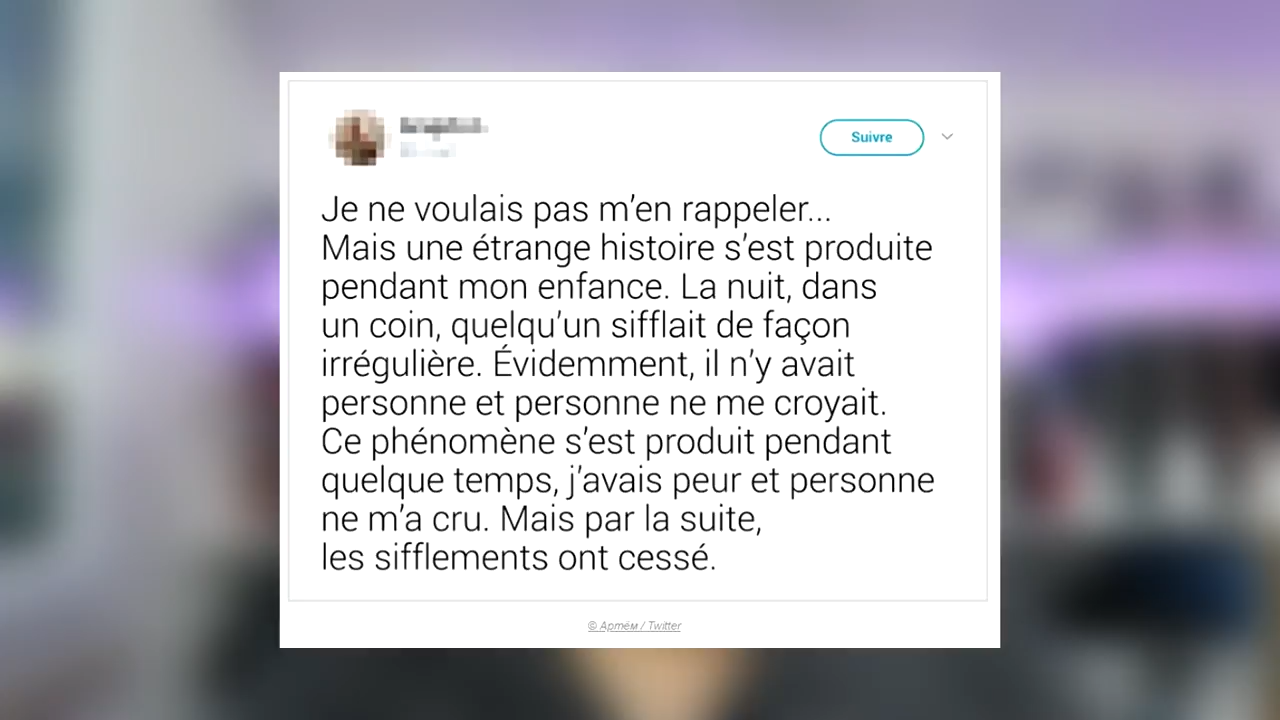 Suivre
Je ne voulais pas m’en rappeler...
Mais une étrange histoire s’est produite
pendant mon enfance. La nuit, dans
un coin, quelqu’un sifflait de façon
irrégulière. Évidemment, il n’y avait
personne et personne ne me croyait.
Ce phénomène s’est produit pendant
quelque temps, j’avais peur et personne
ne m’a cru. Mais par la suite,
les sifflements ont cessé.
© Артём / Twitter